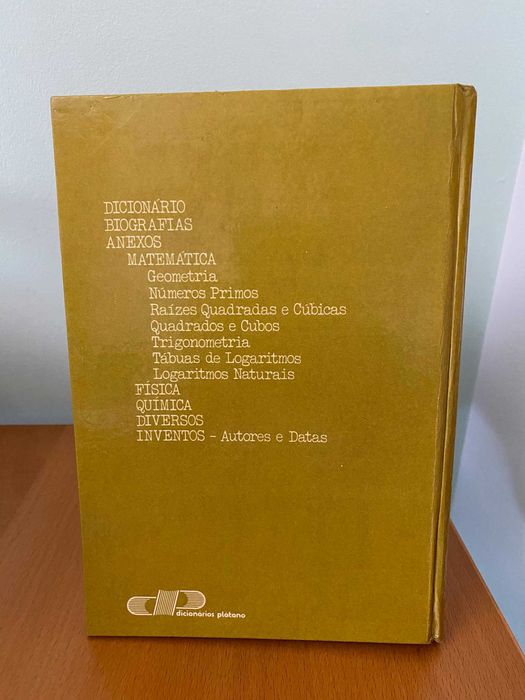 DICIONÁRIO
BIOGRAFIAS
ANEXOS
MATEMÁTICA
Geometria
Números Primos
Raízes Quadradas e Cúbicas
Quadrados e Cubos
Trigonometria
Tábuas de Logaritmos
Logaritmos Naturais
FÍSICA
QUÍMICA
DIVERSOS
INVENTOS - Autores e Datas
dicionários plátano